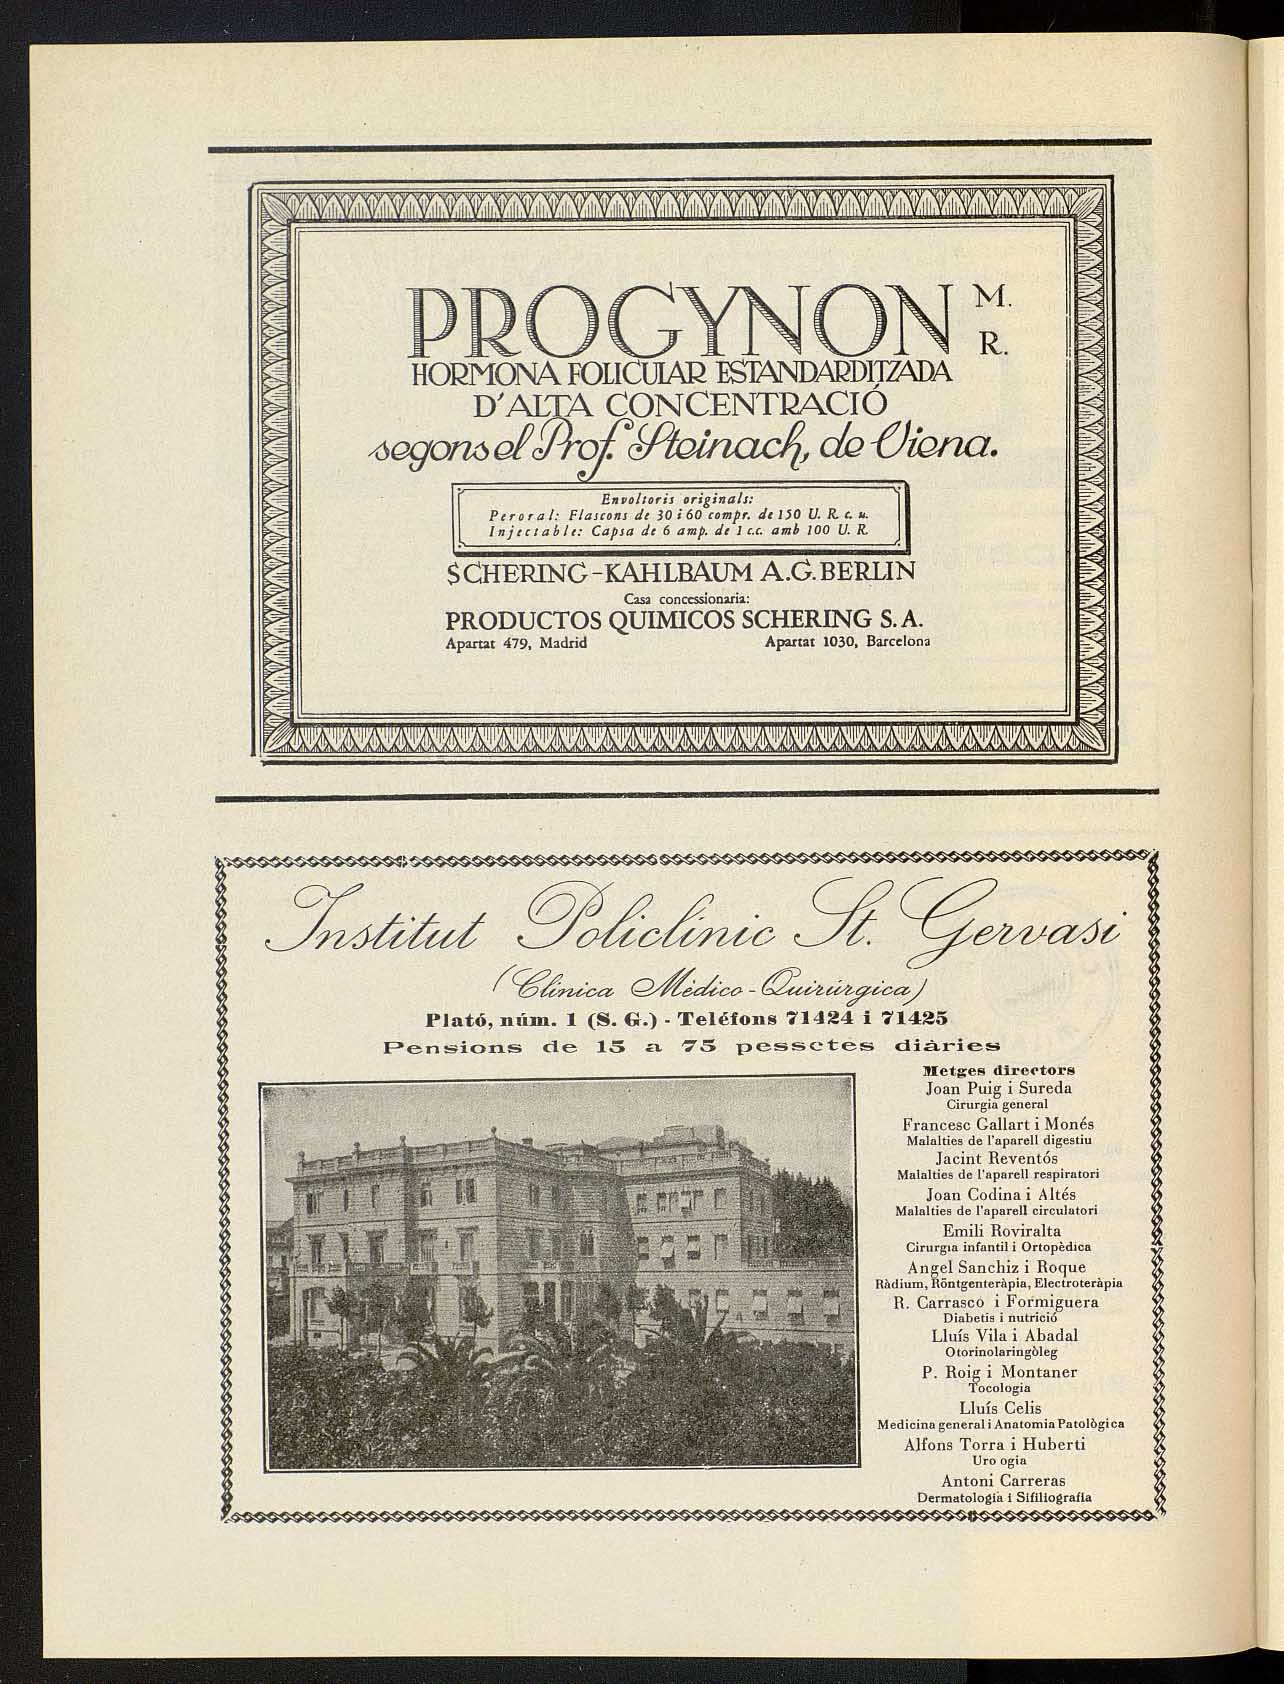 PROGYNON M.
R.
HORMONA FOLICULAR ESTANDARDITZADA
D'ALTA CONCENTRACIÓ
segons el Prof. Steinach, de Viena.
Envoltoris originals:
Peroral: Flascons de 30 i 60 compr. de 150 U. R. c. u.
Injectable: Capsa de 6 amp. de 1 c.c. amb 100 U. R.
SCHERING-KAHLBAUM A.G. BERLIN
Casa concessionaria:
PRODUCTOS QUIMICOS SCHERING S. A.
Apartat 479, Madrid Apartat 1030, Barcelona
Institut Policlínic St. Gervasi
(Clínica Médico-Quirúrgica)
Plató, núm. 1 (S. G.) - Teléfons 71424 i 71425
Pensions de 15 a 75 pessetes diàries
Metges directors
Joan Puig i Sureda
Cirurgia general
Francesc Gallart i Monés
Malalties de l'aparell digestiu
Jacint Reventós
Malalties de l'aparell respiratori
Joan Codina i Altés
Malalties de l'aparell circulatori
Emili Roviralta
Cirurgia infantil i Ortopèdica
Angel Sanchiz i Roque
Ràdium, Röntgenteràpia, Electroteràpia
R. Carrasco i Formiguera
Diabetis i nutrició
Lluís Vila i Abadal
Otorinolaringòleg
P. Roig i Montaner
Tocologia
Lluís Celis
Medicina general i Anatomia Patològica
Alfons Torra i Huberti
Uro ogia
Antoni Carreras
Dermatologia i Sifiliografia